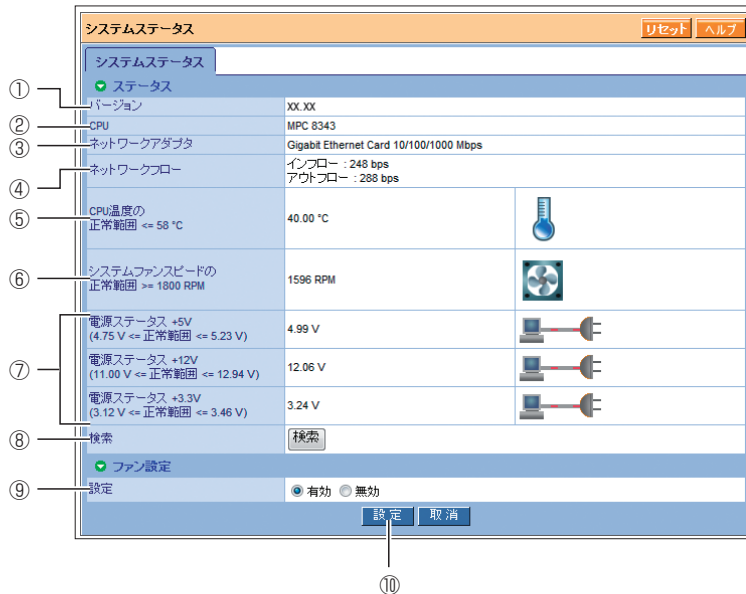 システムステータス
リセット
ヘルプ
システムステータス
ステータス
① バージョン XX.XX
② CPU MPC 8343
③ ネットワークアダプタ Gigabit Ethernet Card 10/100/1000 Mbps
④ ネットワークフロー インフロー : 248 bps
アウトフロー : 288 bps
⑤ CPU温度の
正常範囲 <= 58 °C
40.00 °C
⑥ システムファンスピードの
正常範囲 >= 1800 RPM
1596 RPM
⑦ 電源ステータス +5V
(4.75 V <= 正常範囲 <= 5.23 V)
4.99 V
電源ステータス +12V
(11.00 V <= 正常範囲 <= 12.94 V)
12.06 V
電源ステータス +3.3V
(3.12 V <= 正常範囲 <= 3.46 V)
3.24 V
⑧ 検索 検索
ファン設定
⑨ 設定 有効 無効
設定 取消
⑩